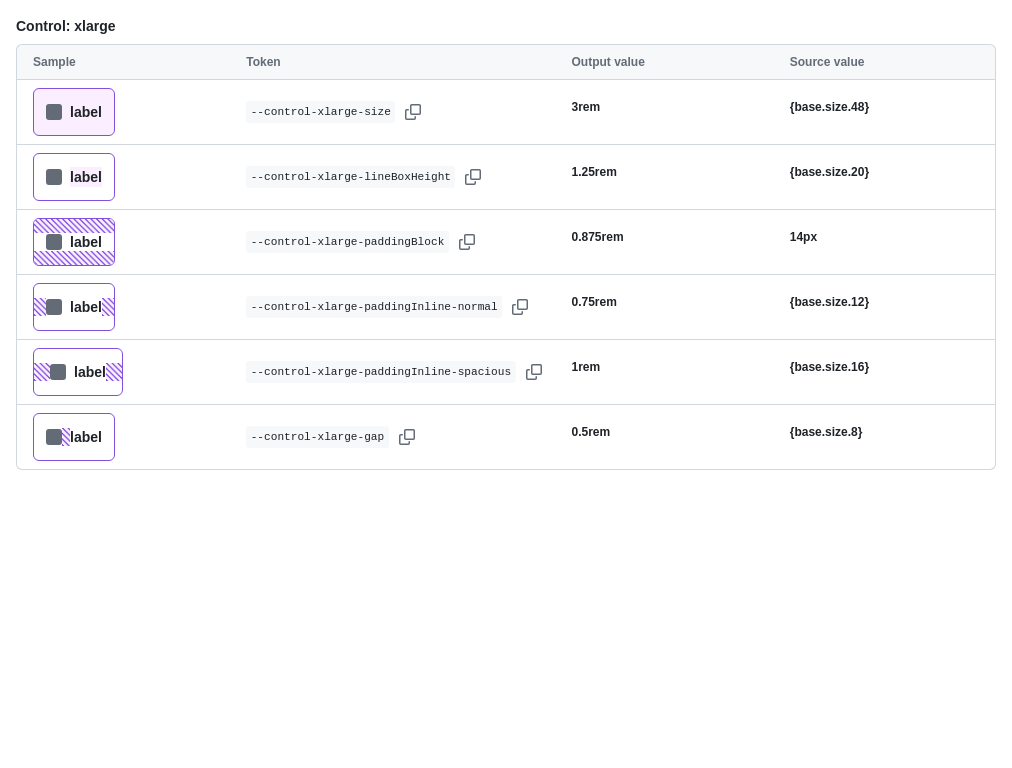 Control: xlarge
Sample Token Output value Source value
label --control-xlarge-size 3rem {base.size.48}
label --control-xlarge-lineBoxHeight 1.25rem {base.size.20}
label --control-xlarge-paddingBlock 0.875rem 14px
label --control-xlarge-paddingInline-normal 0.75rem {base.size.12}
label --control-xlarge-paddingInline-spacious 1rem {base.size.16}
label --control-xlarge-gap 0.5rem {base.size.8}